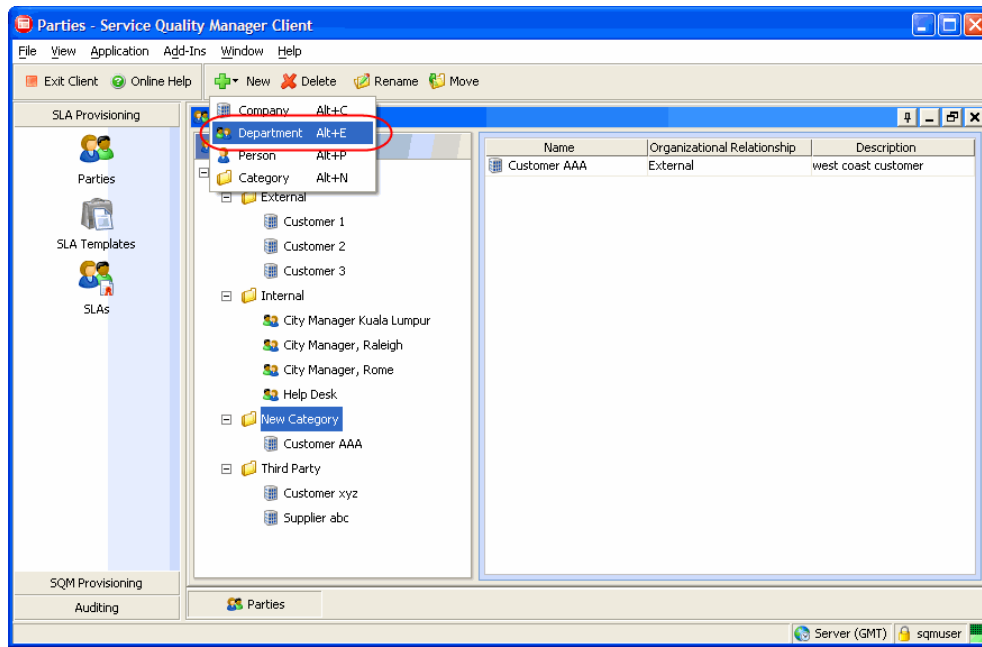 Parties - Service Quality Manager Client
File View Application Add-Ins Window Help
Exit Client Online Help New Delete Rename Move
SLA Provisioning
Parties
SLA Templates
SLAs
SQM Provisioning
Auditing
Company Alt+C
Department Alt+E
Person Alt+P
Category Alt+N
External
Customer 1
Customer 2
Customer 3
Internal
City Manager Kuala Lumpur
City Manager, Raleigh
City Manager, Rome
Help Desk
New Category
Customer AAA
Third Party
Customer xyz
Supplier abc
Name Organizational Relationship Description
Customer AAA External west coast customer
Parties
Server (GMT) sqmuser